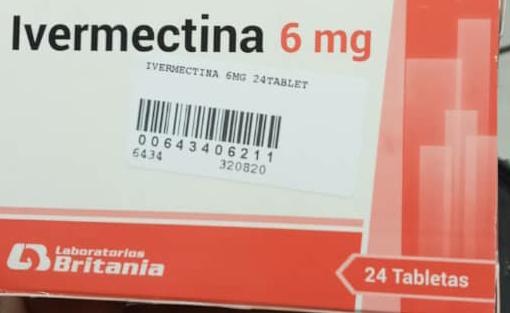 Ivermectina 6 mg
IVERMECTINA 6MG 24TABLET
00643406211
6434 320820
Laboratorios
Britania
24 Tabletas